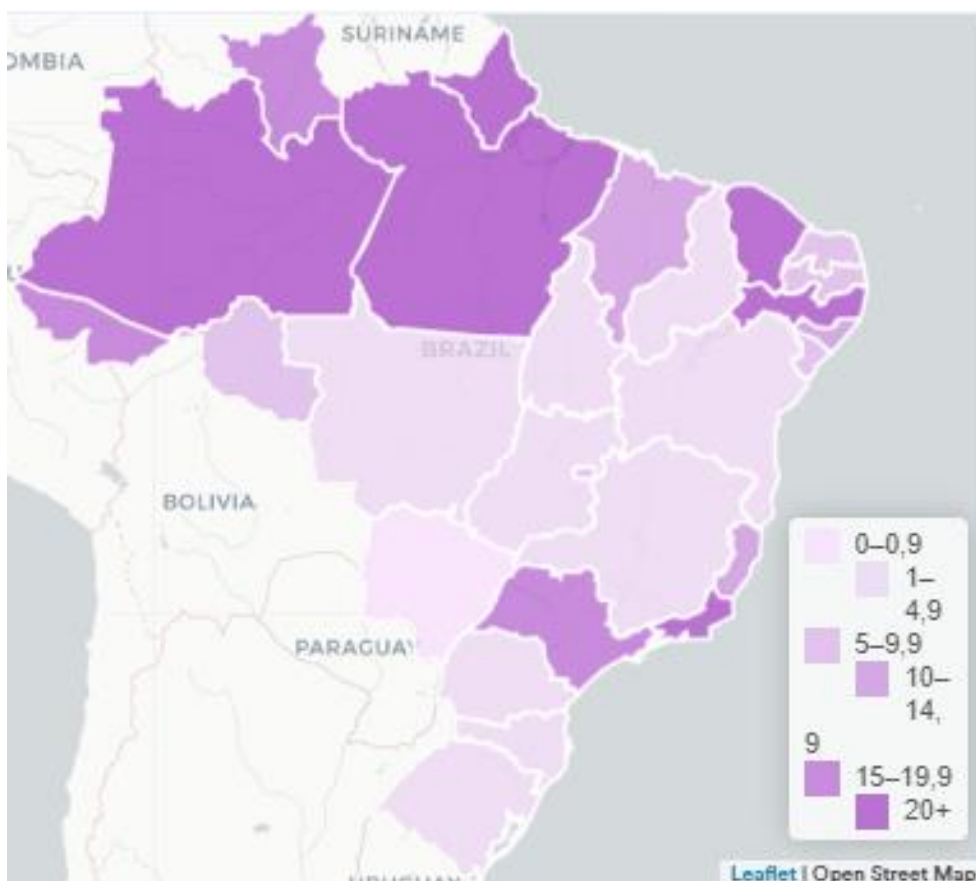 SURINAME
OMBIA
BRAZIL
BOLIVIA
PARAGUAY
0–0,9
1–
4,9
5–9,9
10–
14,
9
15–19,9
20+
URUGUAY
Leaflet | Open Street Map